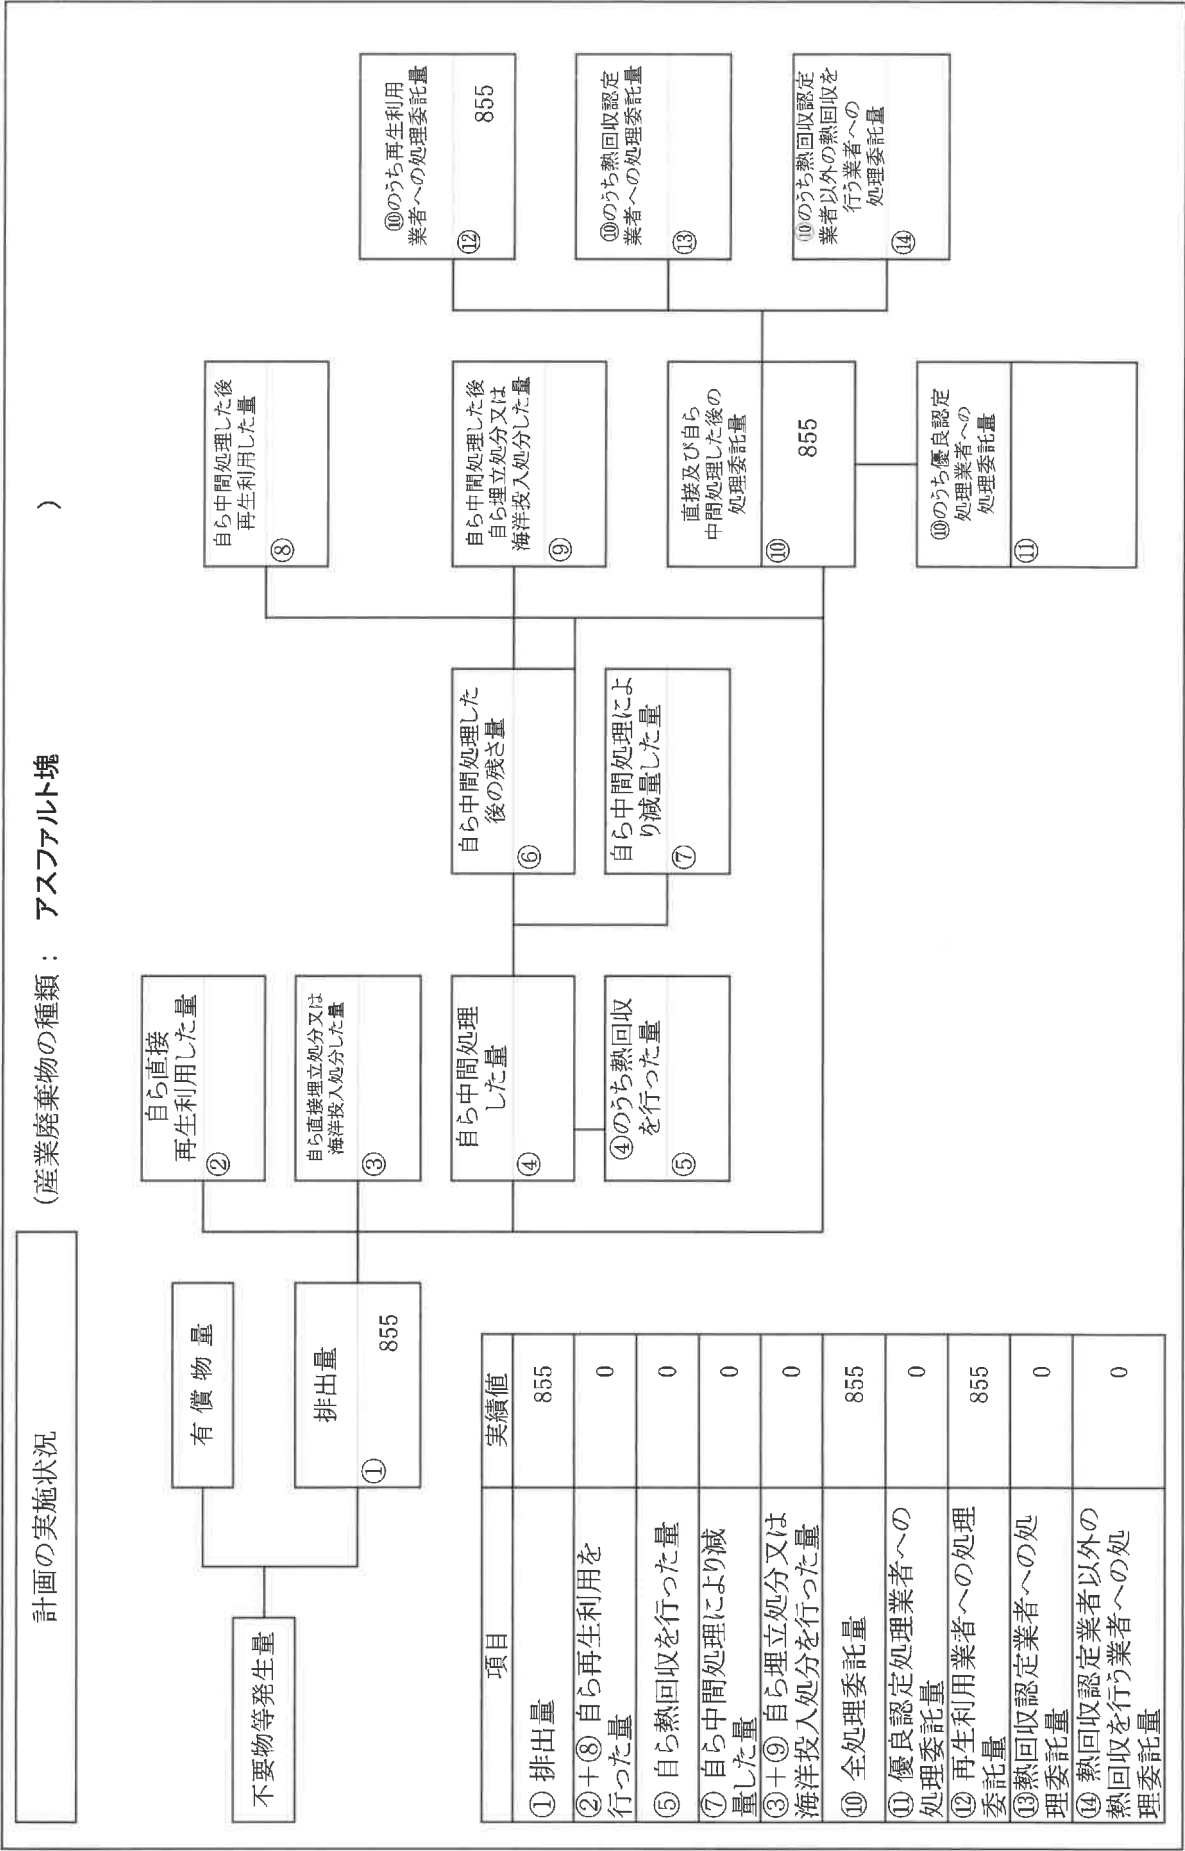 計画の実施状況
(産業廃棄物の種類： アスファルト塊 )
不要物等発生量
有 償 物 量
排出量
①
855
自ら直接
再生利用した量
②
自ら直接埋立処分又は
海洋投入処分した量
③
自ら中間処理
した量
④
④のうち熱回収
を行った量
⑤
自ら中間処理した
後の残さ量
⑥
自ら中間処理によ
り減量した量
⑦
自ら中間処理した後
再生利用した量
⑧
自ら中間処理した後
自ら埋立処分又は
海洋投入処分した量
⑨
直接及び自ら
中間処理した後の
処理委託量
⑩
855
⑩のうち優良認定
処理業者への
処理委託量
⑪
⑩のうち再生利用
業者への処理委託量
⑫
855
⑩のうち熱回収認定
業者への処理委託量
⑬
⑩のうち熱回収認定
業者以外の熱回収を
行う業者への
処理委託量
⑭
項目 実績値
① 排出量 855
②＋⑧ 自ら再生利用を
行った量 0
⑤ 自ら熱回収を行った量 0
⑦ 自ら中間処理により減
量した量 0
③＋⑨ 自ら埋立処分又は
海洋投入処分を行った量 0
⑩ 全処理委託量 855
⑪ 優良認定処理業者への
処理委託量 0
⑫ 再生利用業者への処理
委託量 855
⑬熱回収認定業者への処
理委託量 0
⑭ 熱回収認定業者以外の
熱回収を行う業者への処
理委託量 0